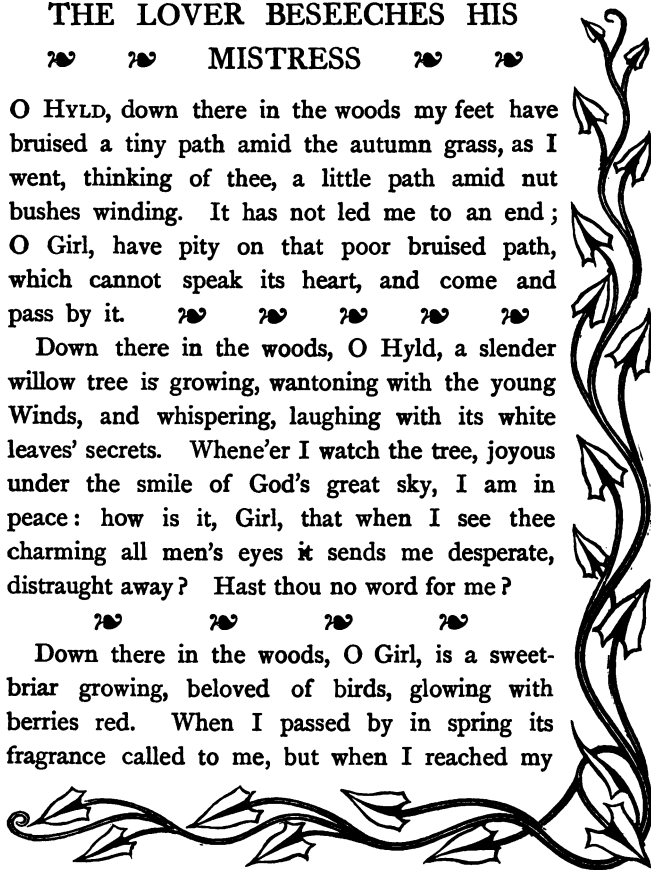 THE LOVER BESEECHES HIS
MISTRESS
O HYLD, down there in the woods my feet have
bruised a tiny path amid the autumn grass, as I
went, thinking of thee, a little path amid nut
bushes winding. It has not led me to an end;
O Girl, have pity on that poor bruised path,
which cannot speak its heart, and come and
pass by it.
Down there in the woods, O Hyld, a slender
willow tree is growing, wantoning with the young
Winds, and whispering, laughing with its white
leaves' secrets. Whene'er I watch the tree, joyous
under the smile of God's great sky, I am in
peace: how is it, Girl, that when I see thee
charming all men's eyes it sends me desperate,
distraught away? Hast thou no word for me?
Down there in the woods, O Girl, is a sweet-
briar growing, beloved of birds, glowing with
berries red. When I passed by in spring its
fragrance called to me, but when I reached my